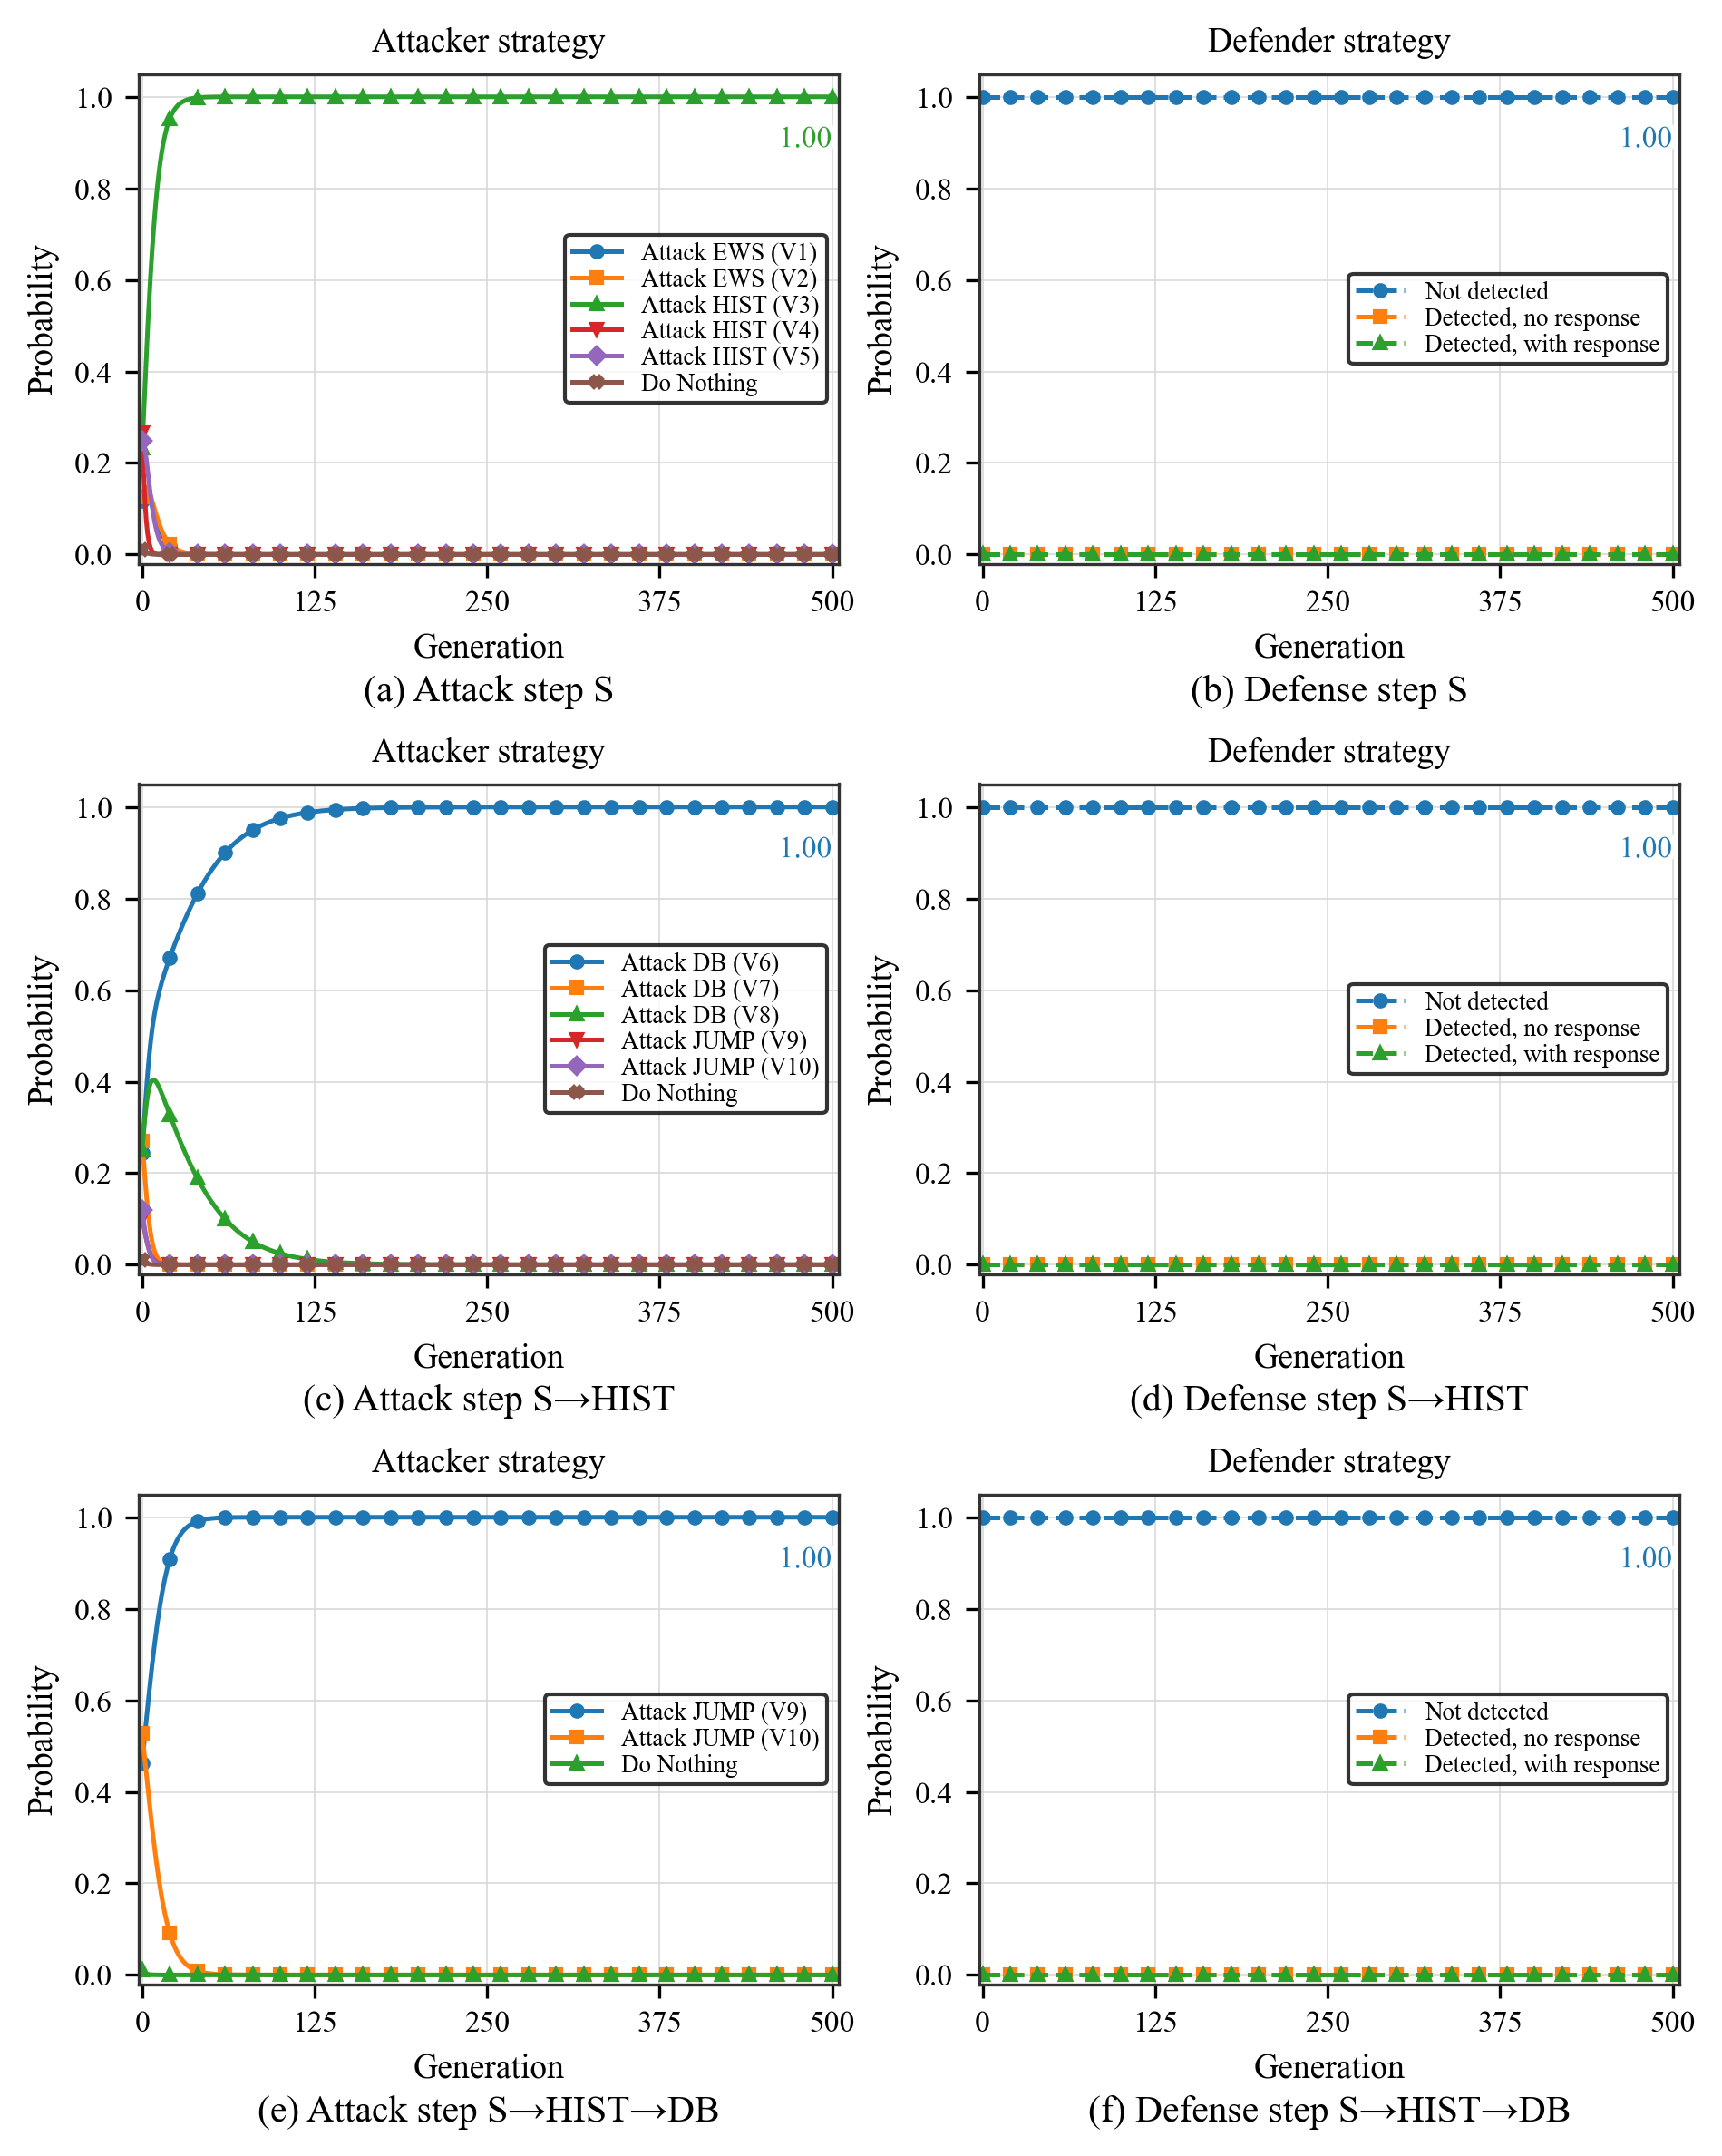 Attacker strategy
Defender strategy
1.0
0.8
0.6
0.4
0.2
0.0
Probability
1.00
Attack EWS (V1)
Attack EWS (V2)
Attack HIST (V3)
Attack HIST (V4)
Attack HIST (V5)
Do Nothing
0 125 250 375 500
Generation
(a) Attack step S
1.0
0.8
0.6
0.4
0.2
0.0
Probability
1.00
Not detected
Detected, no response
Detected, with response
0 125 250 375 500
Generation
(b) Defense step S
Attacker strategy
Defender strategy
1.0
0.8
0.6
0.4
0.2
0.0
Probability
1.00
Attack DB (V6)
Attack DB (V7)
Attack DB (V8)
Attack JUMP (V9)
Attack JUMP (V10)
Do Nothing
0 125 250 375 500
Generation
(c) Attack step S→HIST
1.0
0.8
0.6
0.4
0.2
0.0
Probability
1.00
Not detected
Detected, no response
Detected, with response
0 125 250 375 500
Generation
(d) Defense step S→HIST
Attacker strategy
Defender strategy
1.0
0.8
0.6
0.4
0.2
0.0
Probability
1.00
Attack JUMP (V9)
Attack JUMP (V10)
Do Nothing
0 125 250 375 500
Generation
(e) Attack step S→HIST→DB
1.0
0.8
0.6
0.4
0.2
0.0
Probability
1.00
Not detected
Detected, no response
Detected, with response
0 125 250 375 500
Generation
(f) Defense step S→HIST→DB